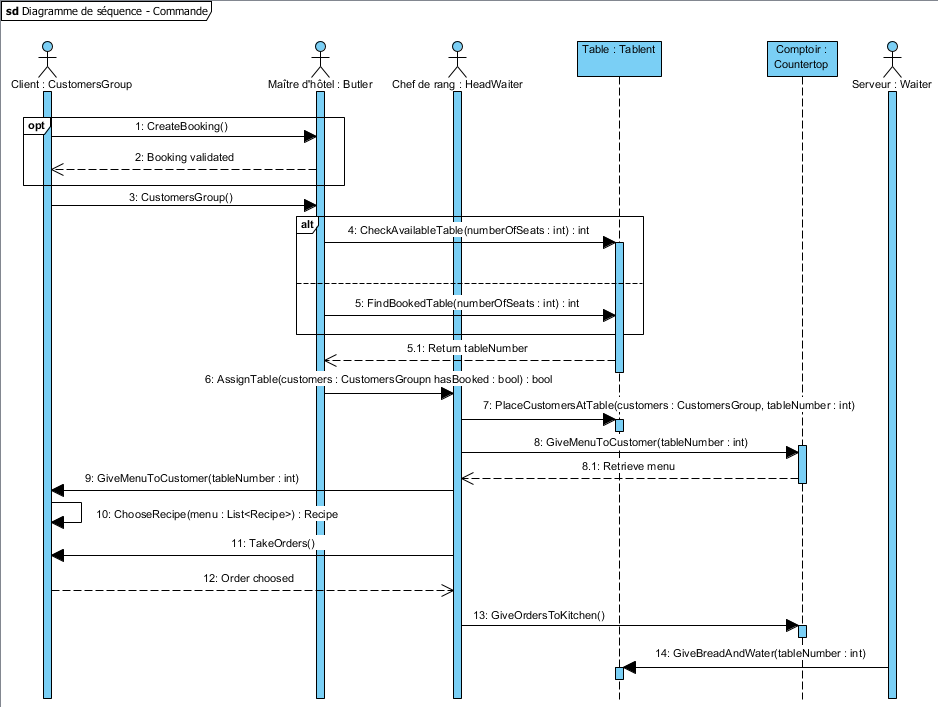 sd Diagramme de séquence - Commande
Client : CustomersGroup
Maître d'hôtel : Butler
Chef de rang : HeadWaiter
Table : Tablent
Comptoir :
Countertop
Serveur : Waiter
opt
1: CreateBooking()
2: Booking validated
3: CustomersGroup()
alt
4: CheckAvailableTable(numberOfSeats : int) : int
5: FindBookedTable(numberOfSeats : int) : int
5.1: Return tableNumber
6: AssignTable(customers : CustomersGroupn hasBooked : bool) : bool
7: PlaceCustomersAtTable(customers : CustomersGroup, tableNumber : int)
8: GiveMenuToCustomer(tableNumber : int)
8.1: Retrieve menu
9: GiveMenuToCustomer(tableNumber : int)
10: ChooseRecipe(menu : List<Recipe>) : Recipe
11: TakeOrders()
12: Order choosed
13: GiveOrdersToKitchen()
14: GiveBreadAndWater(tableNumber : int)